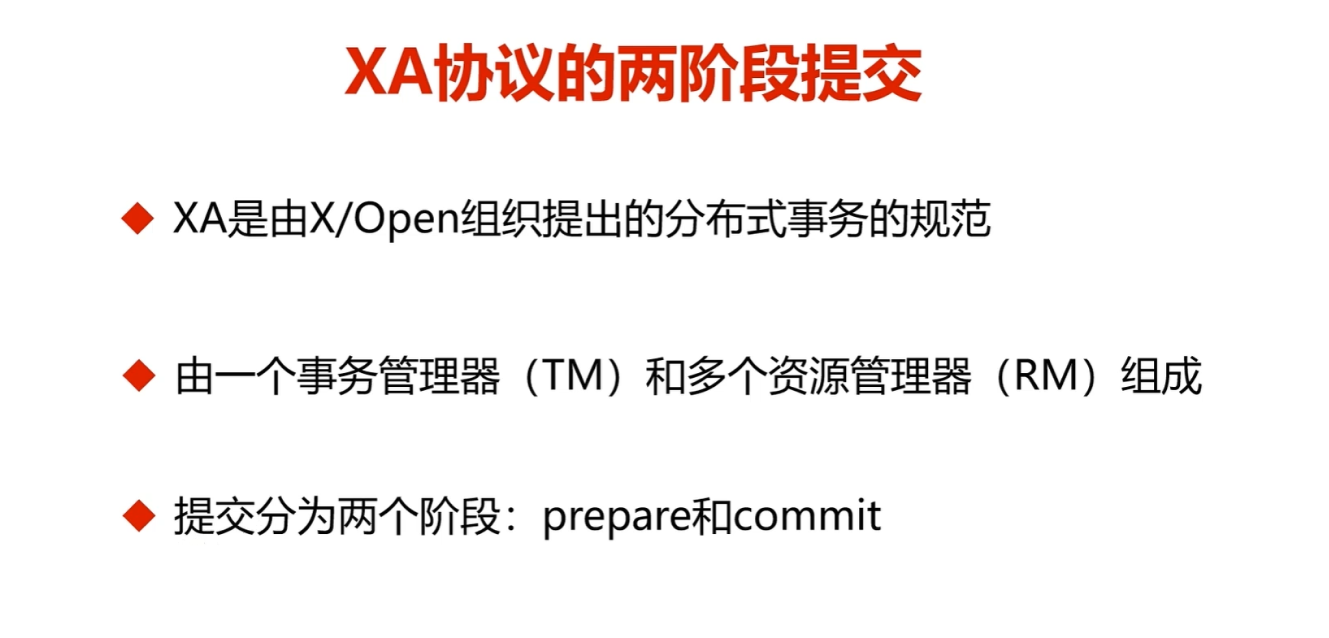 XA协议的两阶段提交
XA是由X/Open组织提出的分布式事务的规范
由一个事务管理器（TM）和多个资源管理器（RM）组成
提交分为两个阶段：prepare和commit